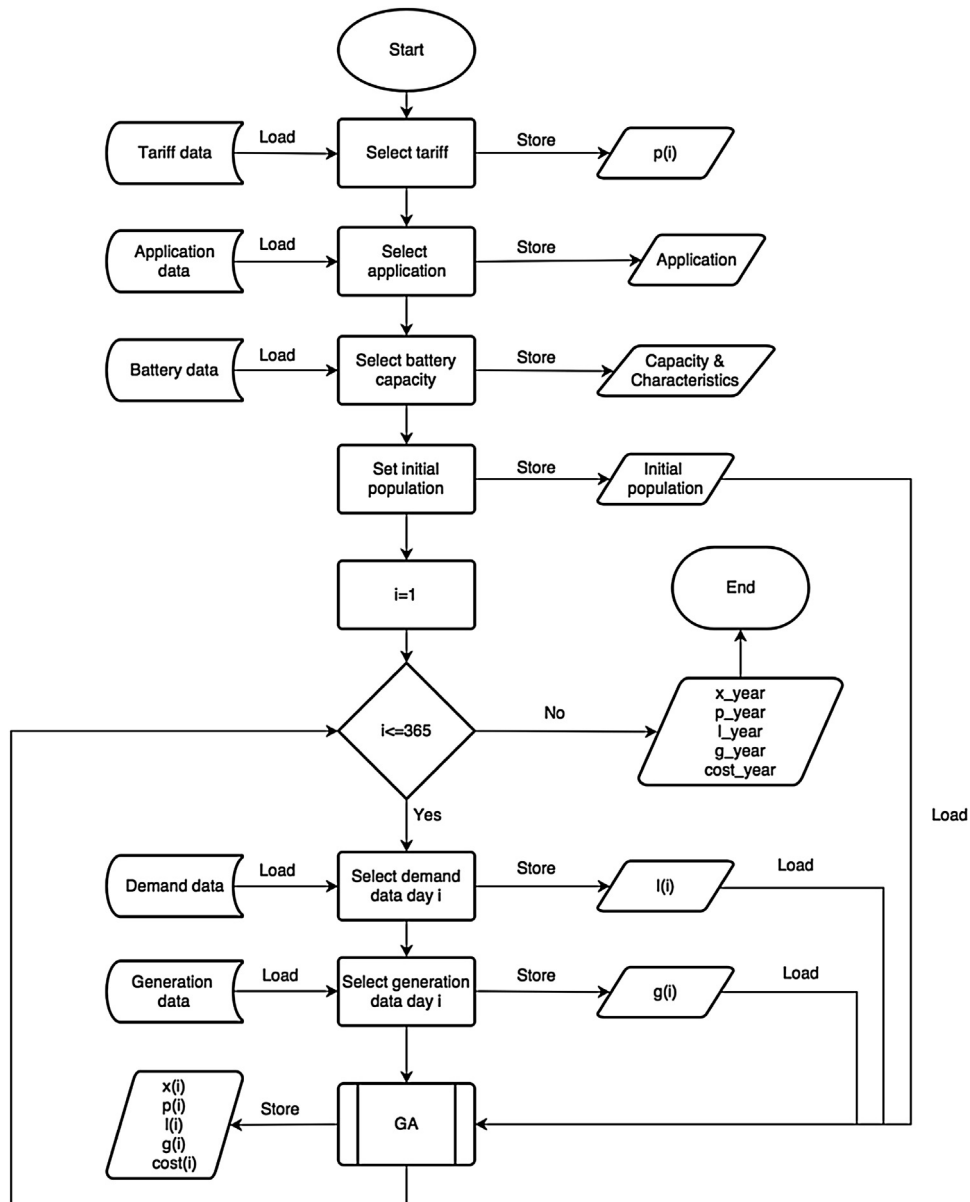 Start
Tariff data
Load
Select tariff
Store
p(i)
Application
data
Load
Select
application
Store
Application
Battery data
Load
Select battery
capacity
Store
Capacity &
Characteristics
Set initial
population
Store
Initial
population
i=1
End
i<=365
No
x_year
p_year
l_year
g_year
cost_year
Load
Yes
Demand data
Load
Select demand
data day i
Store
l(i)
Load
Generation
data
Load
Select generation
data day i
Store
g(i)
Load
x(i)
p(i)
l(i)
g(i)
cost(i)
Store
GA